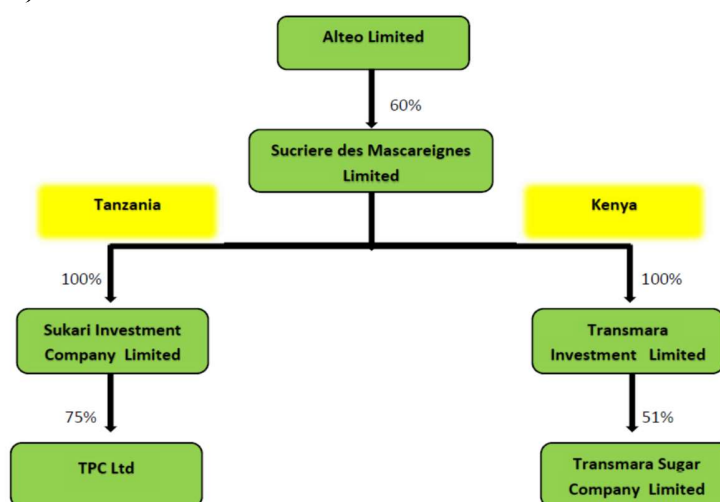 Alteo Limited
60%
Sucriere des Mascareignes
Limited
Tanzania
Kenya
100%
100%
Sukari Investment
Company Limited
Transmara
Investment Limited
75%
51%
TPC Ltd
Transmara Sugar
Company Limited